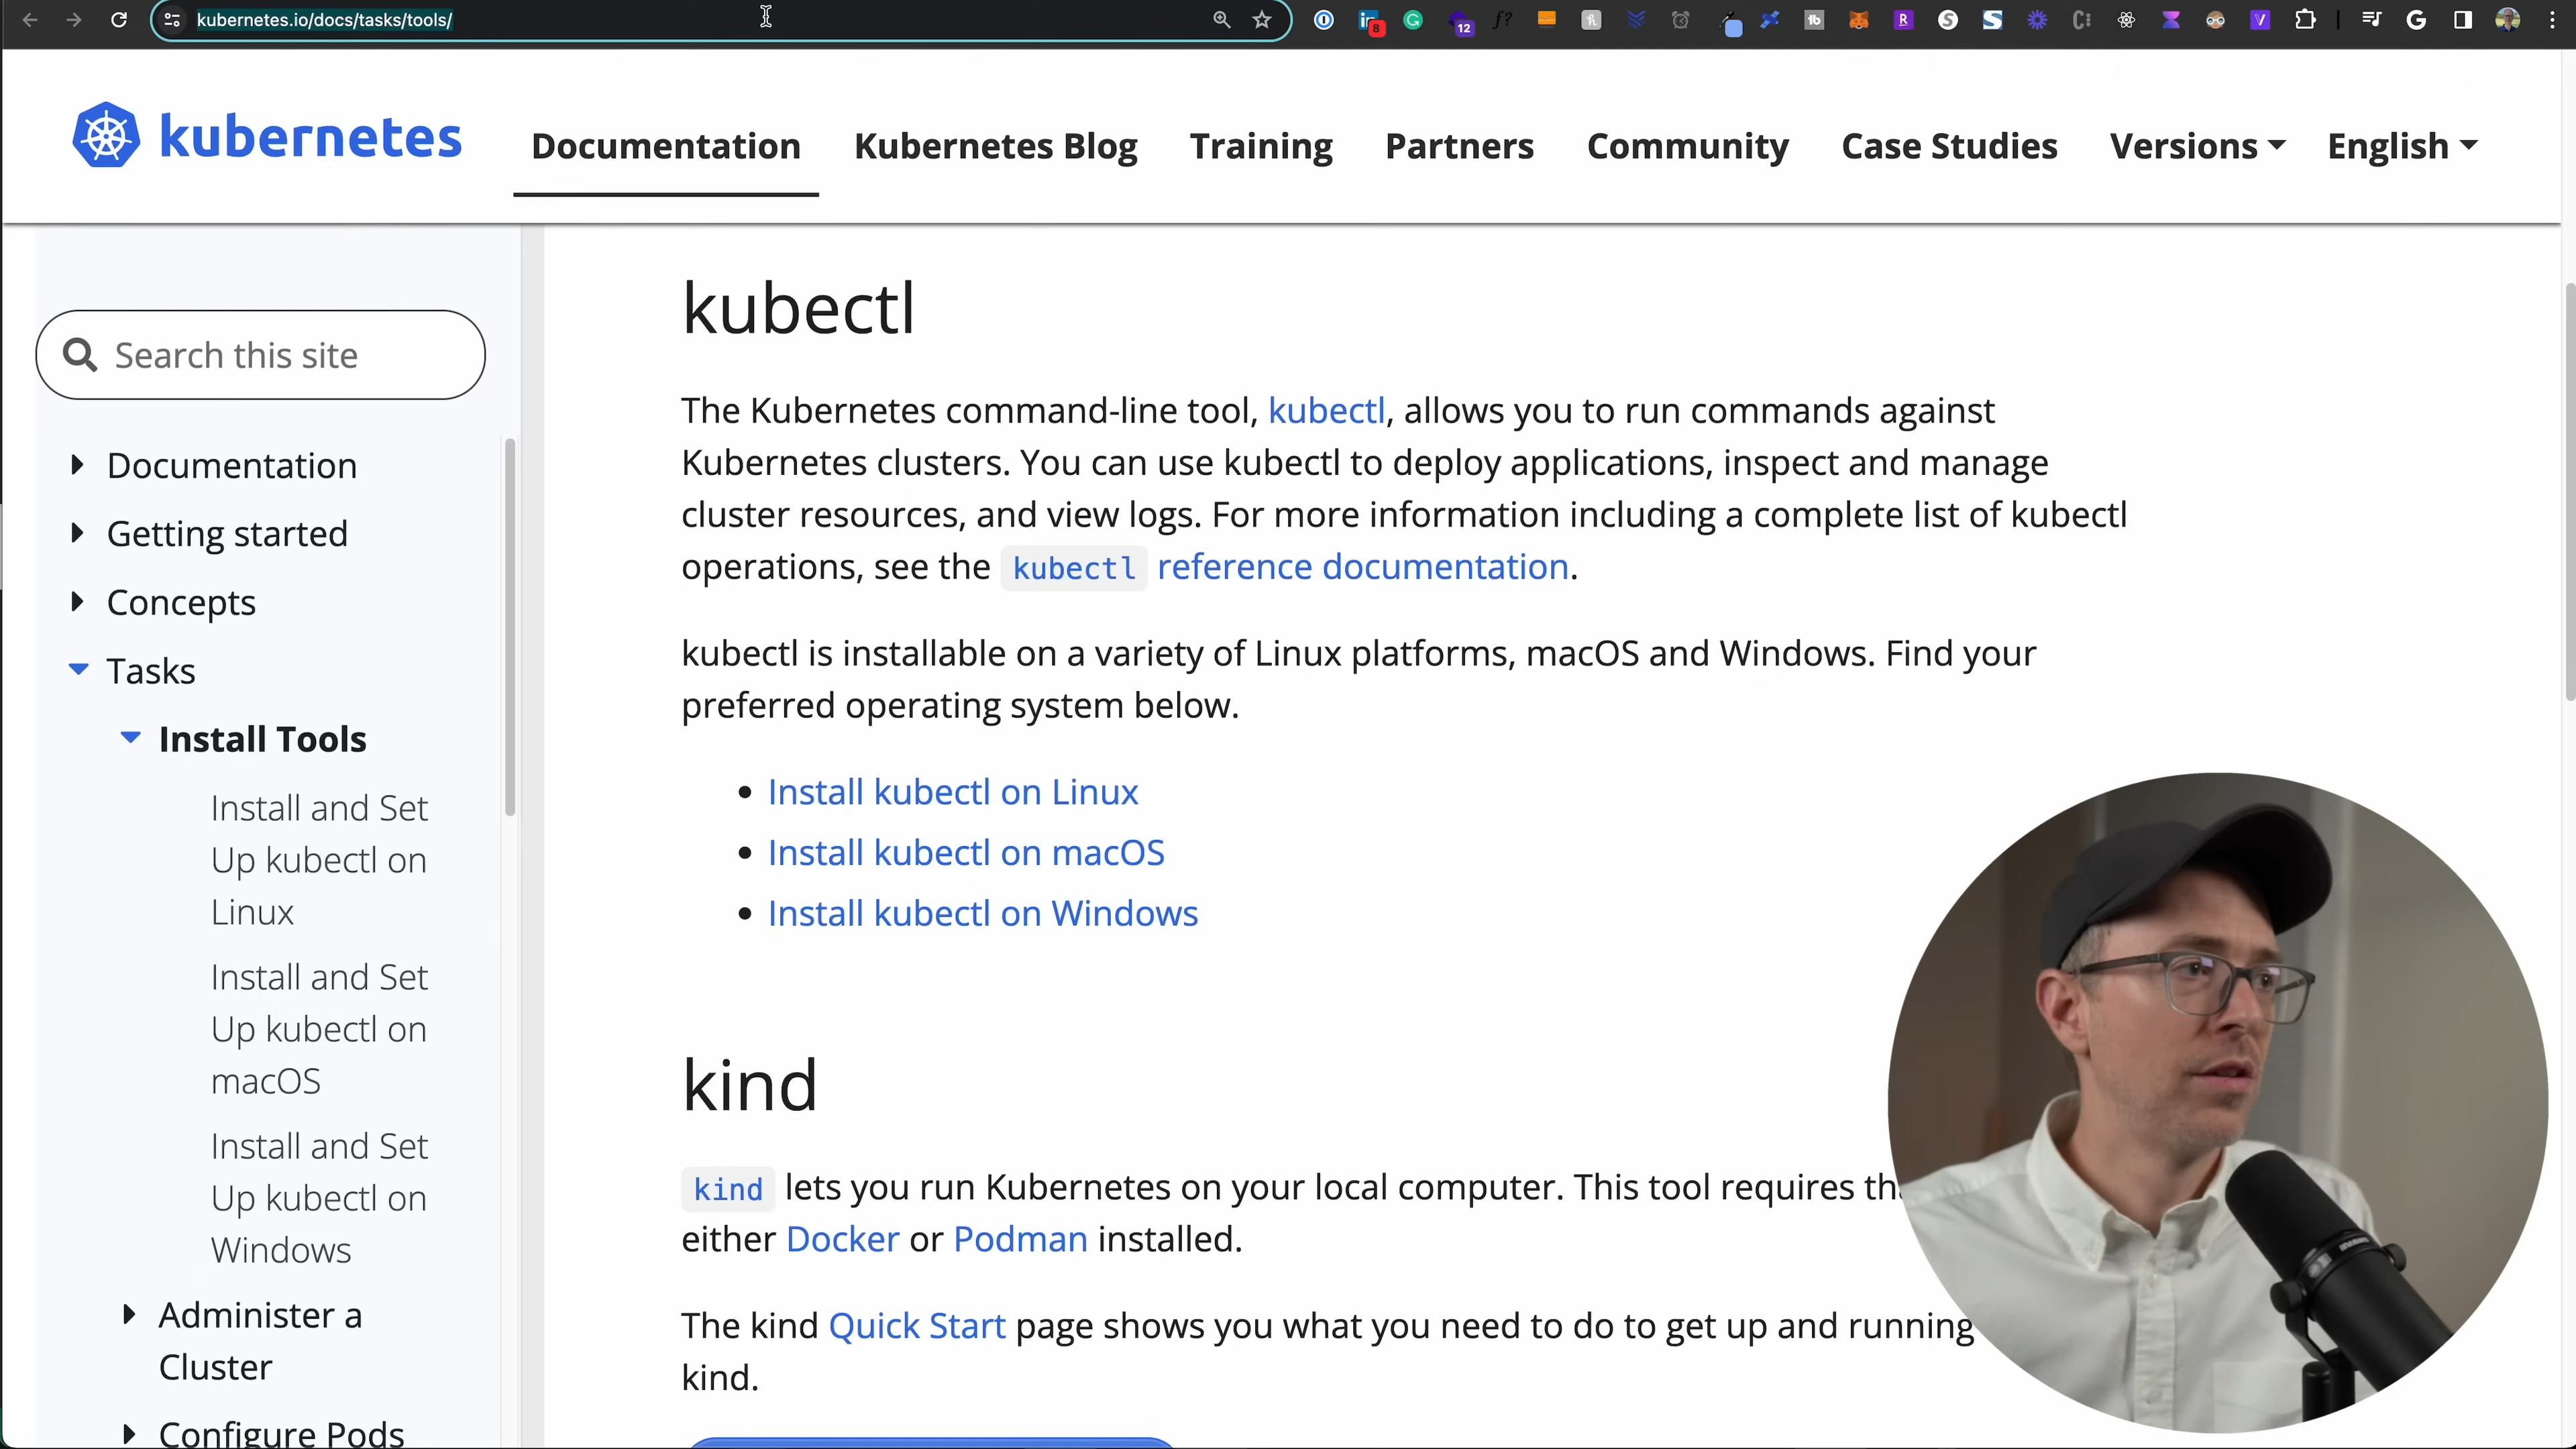 kubernetes.io/docs/tasks/tools/
8
12
kubernetes
Documentation
Kubernetes Blog
Training
Partners
Community
Case Studies
Versions
English
Search this site
Documentation
Getting started
Concepts
Tasks
Install Tools
Install and Set
Up kubectl on
Linux
Install and Set
Up kubectl on
macOS
Install and Set
Up kubectl on
Windows
Administer a
Cluster
Configure Pods
kubectl
The Kubernetes command-line tool, kubectl, allows you to run commands against
Kubernetes clusters. You can use kubectl to deploy applications, inspect and manage
cluster resources, and view logs. For more information including a complete list of kubectl
operations, see the kubectl reference documentation.
kubectl is installable on a variety of Linux platforms, macOS and Windows. Find your
preferred operating system below.
• Install kubectl on Linux
• Install kubectl on macOS
• Install kubectl on Windows
kind
kind lets you run Kubernetes on your local computer. This tool requires
either Docker or Podman installed.
The kind Quick Start page shows you what you need to do to get up and running
kind.